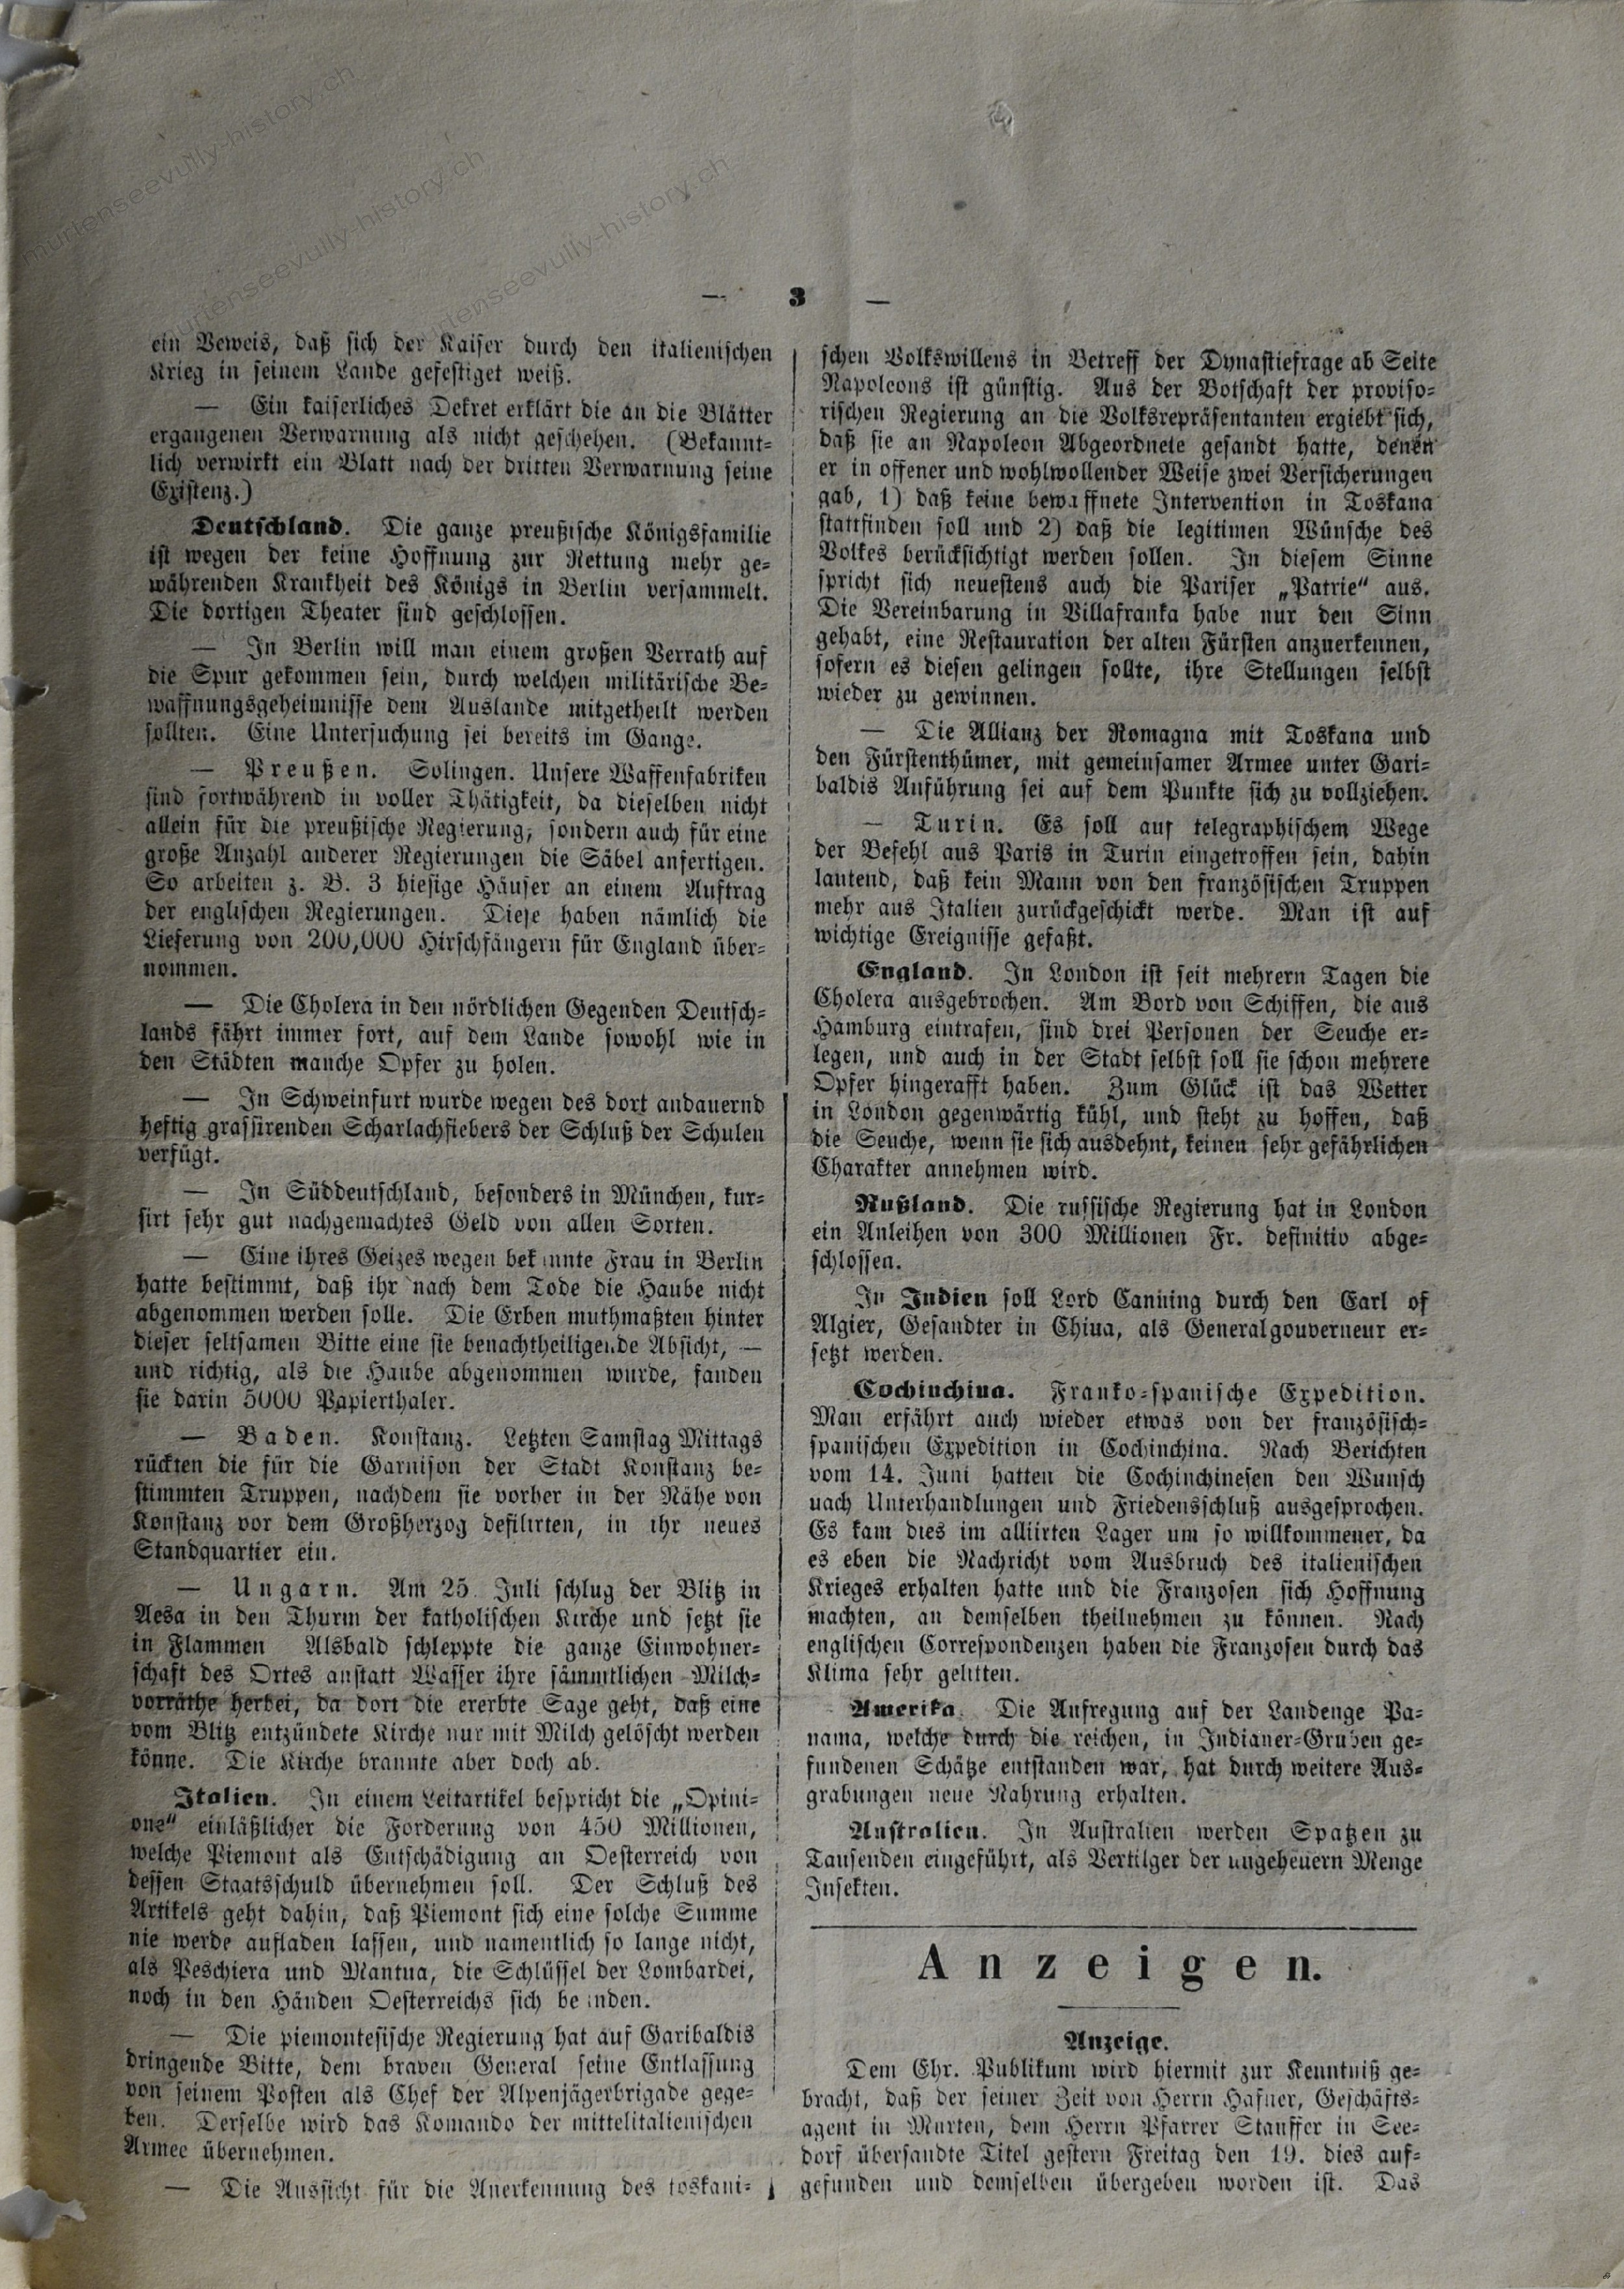 — 3 —
ein Beweis, daß sich der Kaiser durch den italienischen
Krieg in seinem Lande gefestiget weiß.
— Ein kaiserliches Dekret erklärt die an die Blätter
ergangenen Verwarnung als nicht geschehen. (Bekannt-
lich verwirkt ein Blatt nach der dritten Verwarnung seine
Existenz.)
Deutschland. Die ganze preußische Königsfamilie
ist wegen der keine Hoffnung zur Rettung mehr ge-
währenden Krankheit des Königs in Berlin versammelt.
Die dortigen Theater sind geschlossen.
— In Berlin will man einem großen Verrath auf
die Spur gekommen sein, durch welchen militärische Be-
waffnungsgeheimnisse dem Auslande mitgetheilt werden
sollten. Eine Untersuchung sei bereits im Gange.
— Preußen. Solingen. Unsere Waffenfabriken
sind fortwährend in voller Thätigkeit, da dieselben nicht
allein für die preußische Regierung, sondern auch für eine
große Anzahl anderer Regierungen die Säbel anfertigen.
So arbeiten z. B. 3 hiesige Häuser an einem Auftrag
der englischen Regierungen. Diese haben nämlich die
Lieferung von 200,000 Hirschfängern für England über-
nommen.
— Die Cholera in den nördlichen Gegenden Deutsch-
lands fährt immer fort, auf dem Lande sowohl wie in
den Städten manche Opfer zu holen.
— In Schweinfurt wurde wegen des dort andauernd
heftig grassirenden Scharlachfiebers der Schluß der Schulen
verfügt.
— In Süddeutschland, besonders in München, kur-
sirt sehr gut nachgemachtes Geld von allen Sorten.
— Eine ihres Geizes wegen bekannte Frau in Berlin
hatte bestimmt, daß ihr nach dem Tode die Haube nicht
abgenommen werden solle. Die Erben muthmaßten hinter
dieser seltsamen Bitte eine sie benachtheiligende Absicht, —
und richtig, als die Haube abgenommen wurde, fanden
sie darin 5000 Papierthaler.
— Baden. Konstanz. Letzten Samstag Mittags
rückten die für die Garnison der Stadt Konstanz be-
stimmten Truppen, nachdem sie vorher in der Nähe von
Konstanz vor dem Großherzog defilirten, in ihr neues
Standquartier ein.
— Ungarn. Am 25. Juli schlug der Blitz in
Aesa in den Thurm der katholischen Kirche und setzt sie
in Flammen Alsbald schleppte die ganze Einwohner-
schaft des Ortes anstatt Wasser ihre sämmtlichen Milch-
vorräthe herbei, da dort die ererbte Sage geht, daß eine
vom Blitz entzündete Kirche nur mit Milch gelöscht werden
könne. Die Kirche brannte aber doch ab.
Italien. In einem Leitartikel bespricht die „Opini-
one“ einläßlicher die Forderung von 450 Millionen,
welche Piemont als Entschädigung an Oesterreich von
dessen Staatsschuld übernehmen soll. Der Schluß des
Artikels geht dahin, daß Piemont sich eine solche Summe
nie werde aufladen lassen, und namentlich so lange nicht,
als Peschiera und Mantua, die Schlüssel der Lombardei,
noch in den Händen Oesterreichs sich befinden.
— Die piemontesische Regierung hat auf Garibaldis
dringende Bitte, dem braven General seine Entlassung
von seinem Posten als Chef der Alpenjägerbrigade gege-
ben. Derselbe wird das Komando der mittelitalienischen
Armee übernehmen.
— Die Aussicht für die Anerkennung des toskani-
schen Volkswillens in Betreff der Dynastiefrage ab Seite
Napoleons ist günstig. Aus der Botschaft der proviso-
rischen Regierung an die Volksrepräsentanten ergiebt sich,
daß sie an Napoleon Abgeordnete gesandt hatte, denen
er in offener und wohlwollender Weise zwei Versicherungen
gab, 1) daß keine bewaffnete Intervention in Toskana
stattfinden soll und 2) daß die legitimen Wünsche des
Volkes berücksichtigt werden sollen. In diesem Sinne
spricht sich neuestens auch die Pariser „Patrie“ aus.
Die Vereinbarung in Villafranka habe nur den Sinn
gehabt, eine Restauration der alten Fürsten anzuerkennen,
sofern es diesen gelingen sollte, ihre Stellungen selbst
wieder zu gewinnen.
— Die Allianz der Romagna mit Toskana und
den Fürstenthümer, mit gemeinsamer Armee unter Gari-
baldis Anführung sei auf dem Punkte sich zu vollziehen.
— Turin. Es soll auf telegraphischem Wege
der Befehl aus Paris in Turin eingetroffen sein, dahin
lautend, daß kein Mann von den französischen Truppen
mehr aus Italien zurückgeschickt werde. Man ist auf
wichtige Ereignisse gefaßt.
England. In London ist seit mehrern Tagen die
Cholera ausgebrochen. Am Bord von Schiffen, die aus
Hamburg eintrafen, sind drei Personen der Seuche er-
legen, und auch in der Stadt selbst soll sie schon mehrere
Opfer hingerafft haben. Zum Glück ist das Wetter
in London gegenwärtig kühl, und steht zu hoffen, daß
die Seuche, wenn sie sich ausdehnt, keinen sehr gefährlichen
Charakter annehmen wird.
Rußland. Die russische Regierung hat in London
ein Anleihen von 300 Millionen Fr. definitiv abge-
schlossen.
In Indien soll Lord Canning durch den Earl of
Algier, Gesandter in China, als Generalgouverneur er-
setzt werden.
Cochinchina. Franko-spanische Expedition.
Man erfährt auch wieder etwas von der französisch-
spanischen Expedition in Cochinchina. Nach Berichten
vom 14. Juni hatten die Cochinchinesen den Wunsch
nach Unterhandlungen und Friedensschluß ausgesprochen.
Es kam dies im alliirten Lager um so willkommener, da
es eben die Nachricht vom Ausbruch des italienischen
Krieges erhalten hatte und die Franzosen sich Hoffnung
machten, an demselben theilnehmen zu können. Nach
englischen Correspondenzen haben die Franzosen durch das
Klima sehr gelitten.
Amerika. Die Aufregung auf der Landenge Pa-
nama, welche durch die reichen, in Indianer-Gruben ge-
fundenen Schätze entstanden war, hat durch weitere Aus-
grabungen neue Nahrung erhalten.
Australien. In Australien werden Spatzen zu
Tausenden eingeführt, als Vertilger der ungeheuern Menge
Insekten.
Anzeigen.
Anzeige.
Dem Ehr. Publikum wird hiermit zur Kenntniß ge-
bracht, daß der seiner Zeit von Herrn Hafner, Geschäfts-
agent in Murten, dem Herrn Pfarrer Stauffer in See-
dorf übersandte Titel gestern Freitag den 19. dies auf-
gefunden und demselben übergeben worden ist. Das
murtenseevully-history.ch
murtenseevully-history.ch
murtenseevully-history.ch